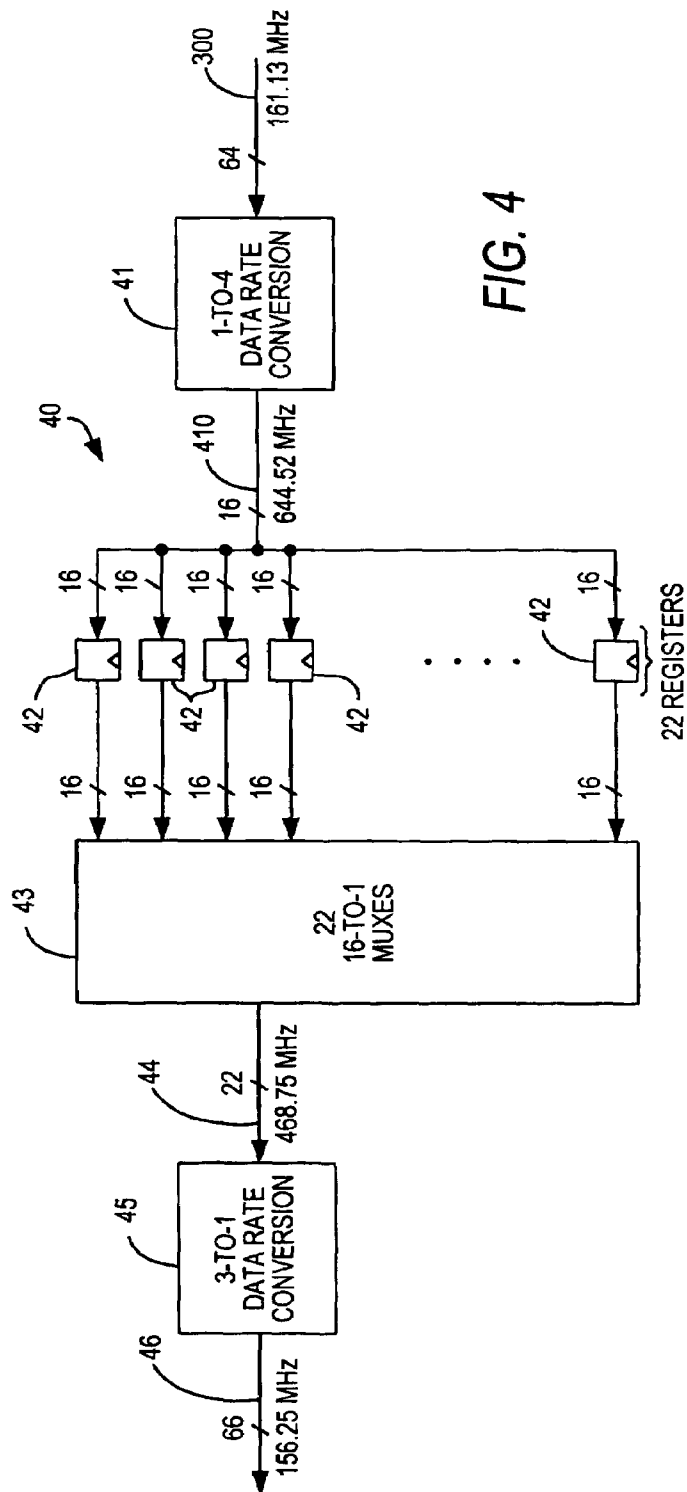 40
300
64
161.13 MHz
41
1-TO-4
DATA RATE
CONVERSION
410
16
644.52 MHz
16
16
16
16
16
42
42
42
42
22 REGISTERS
16
16
16
16
16
43
22
16-TO-1
MUXES
44
22
468.75 MHz
45
3-TO-1
DATA RATE
CONVERSION
46
66
156.25 MHz
FIG. 4